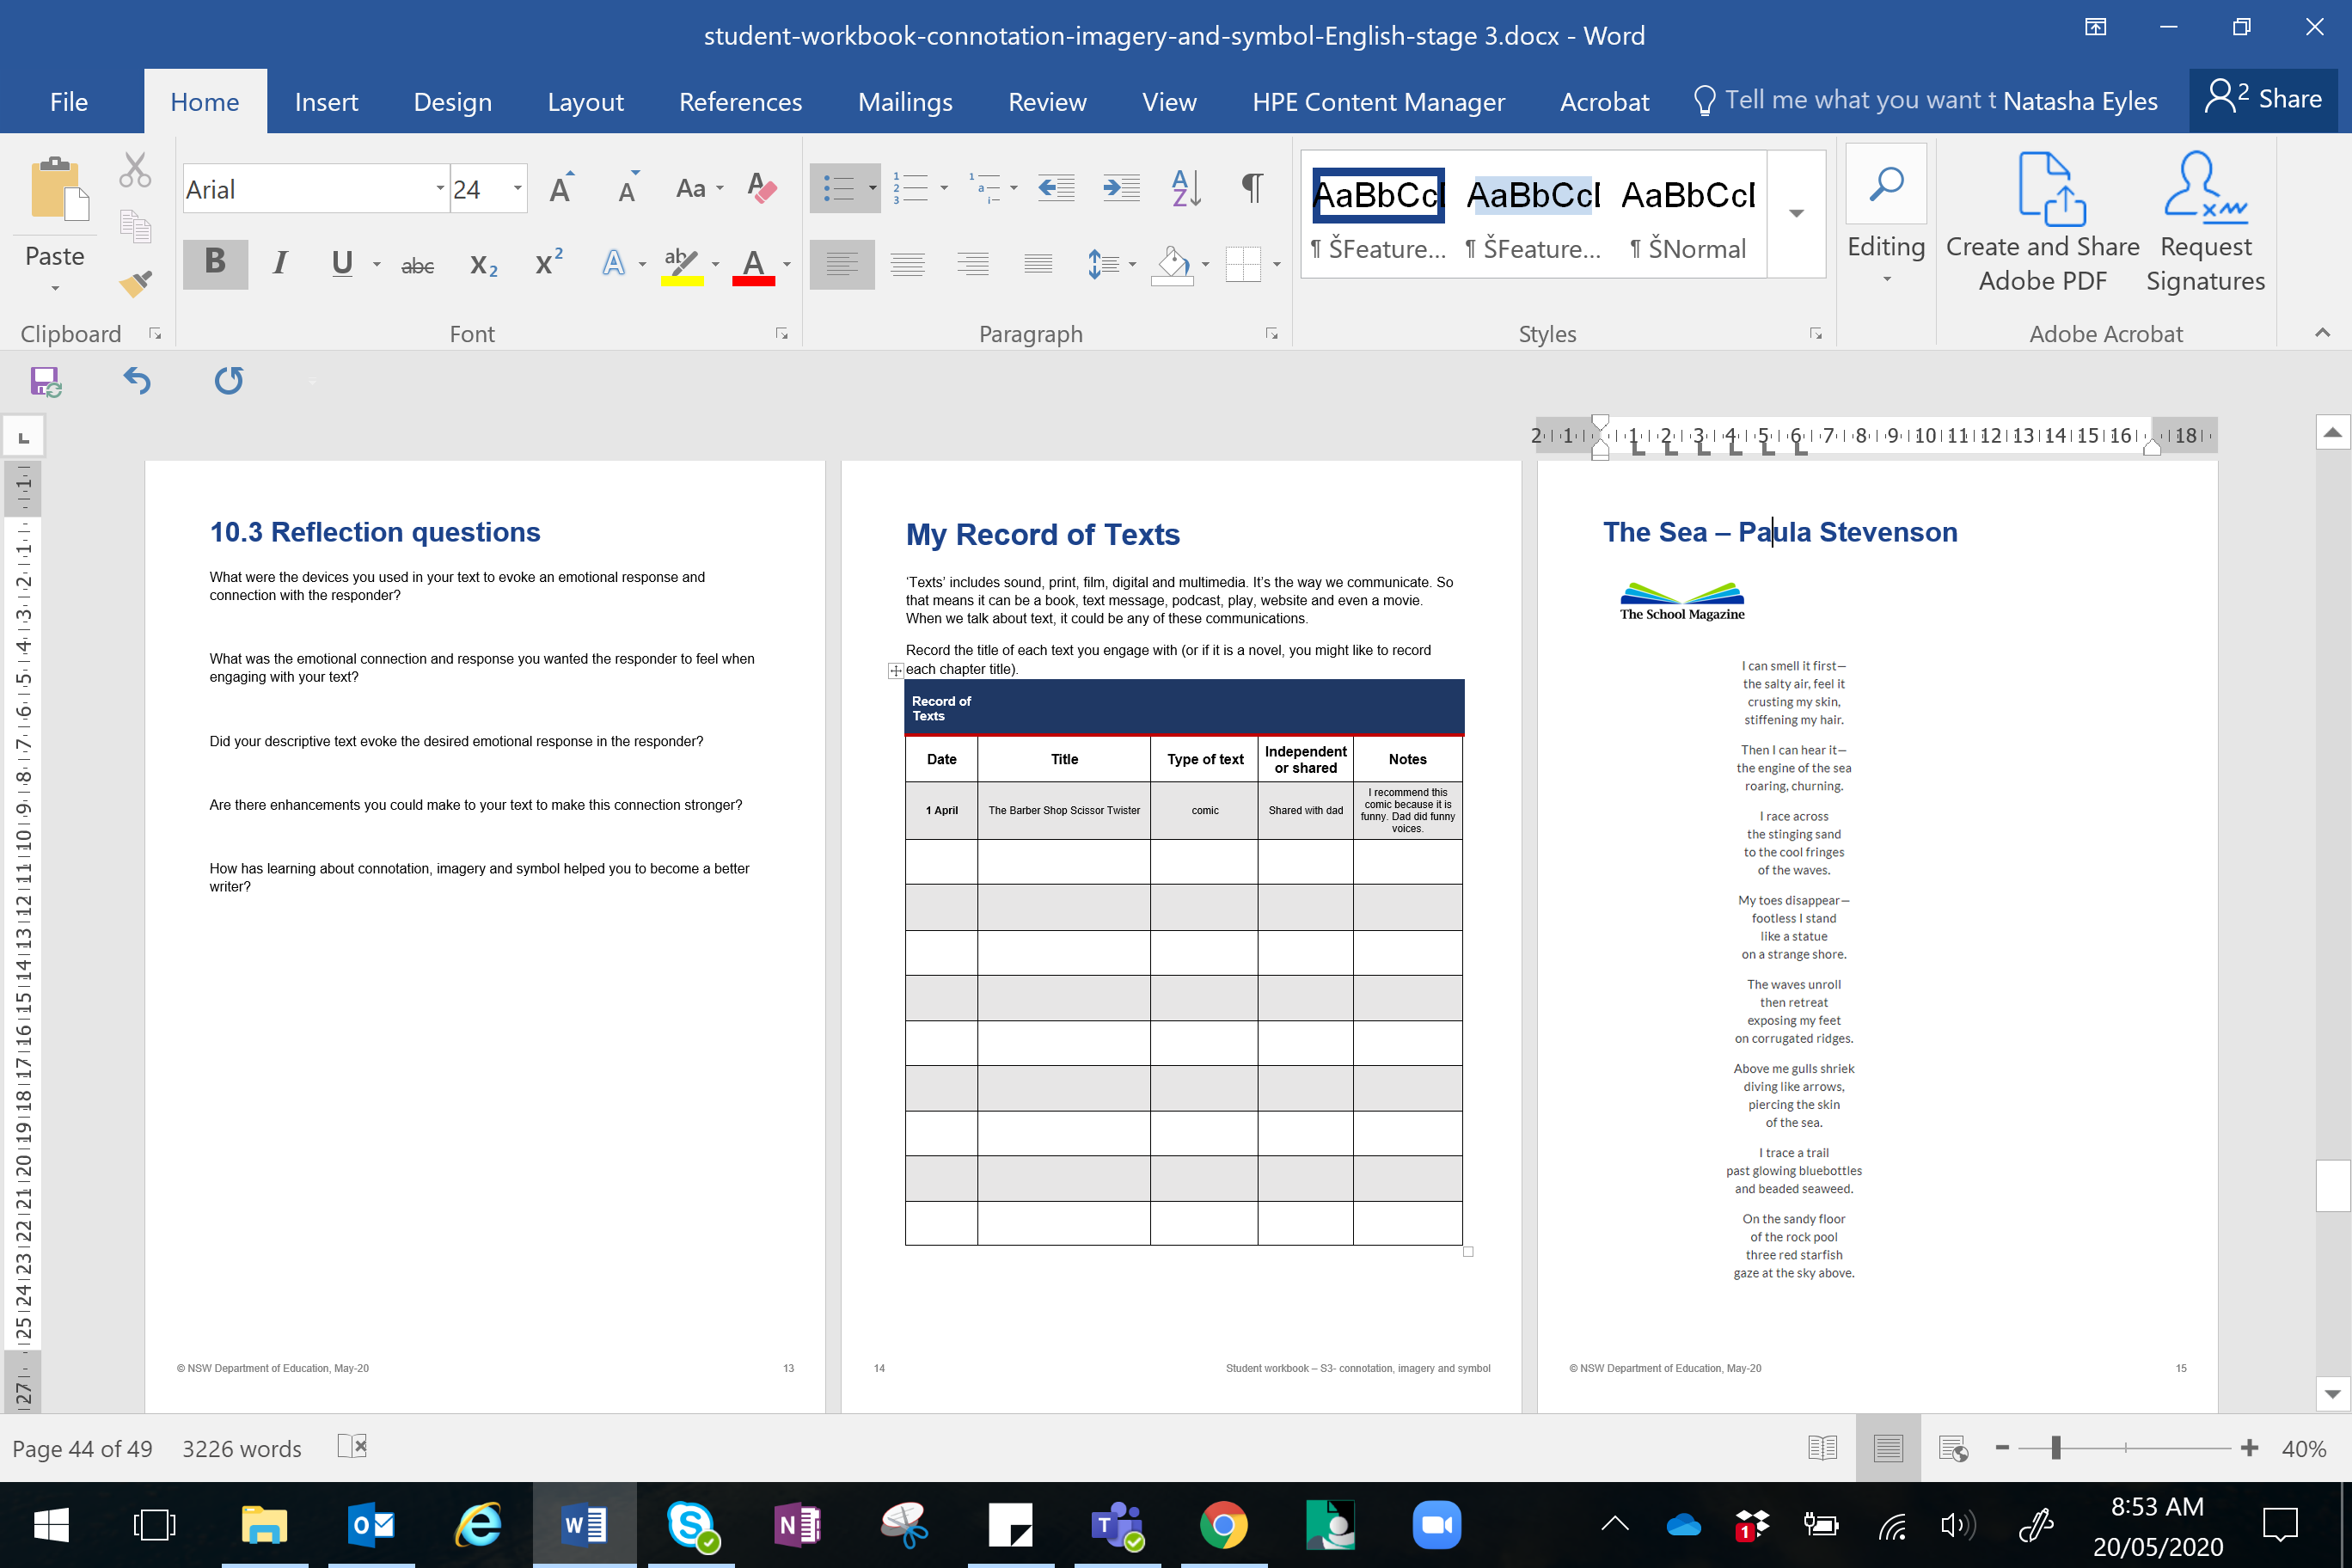 student-workbook-connotation-imagery-and-symbol-English-stage 3.docx - Word
File Home Insert Design Layout References Mailings Review View HPE Content Manager Acrobat Tell me what you want t Natasha Eyles Share
Arial 24
AaBbCc AaBbCc AaBbCc
Paste
¶ ŠFeature... ¶ ŠFeature... ¶ ŠNormal
Editing
Create and Share
Adobe PDF
Request
Signatures
Clipboard Font Paragraph Styles Adobe Acrobat
10.3 Reflection questions
What were the devices you used in your text to evoke an emotional response and
connection with the responder?
What was the emotional connection and response you wanted the responder to feel when
engaging with your text?
Did your descriptive text evoke the desired emotional response in the responder?
Are there enhancements you could make to your text to make this connection stronger?
How has learning about connotation, imagery and symbol helped you to become a better
writer?
© NSW Department of Education, May-20 13
My Record of Texts
‘Texts’ includes sound, print, film, digital and multimedia. It’s the way we communicate. So
that means it can be a book, text message, podcast, play, website and even a movie.
When we talk about text, it could be any of these communications.
Record the title of each text you engage with (or if it is a novel, you might like to record
each chapter title).
Record of
Texts
Date Title Type of text Independent or shared Notes
1 April The Barber Shop Scissor Twister comic Shared with dad I recommend this comic because it is funny. Dad did funny voices.
14 Student workbook – S3- connotation, imagery and symbol
The Sea – Paula Stevenson
The School Magazine
I can smell it first—
the salty air, feel it
crusting my skin,
stiffening my hair.
Then I can hear it—
the engine of the sea
roaring, churning.
I race across
the stinging sand
to the cool fringes
of the waves.
My toes disappear—
footless I stand
like a statue
on a strange shore.
The waves unroll
then retreat
exposing my feet
on corrugated ridges.
Above me gulls shriek
diving like arrows,
piercing the skin
of the sea.
I trace a trail
past glowing bluebottles
and beaded seaweed.
On the sandy floor
of the rock pool
three red starfish
gaze at the sky above.
© NSW Department of Education, May-20 15
Page 44 of 49 3226 words 40%
8:53 AM
20/05/2020